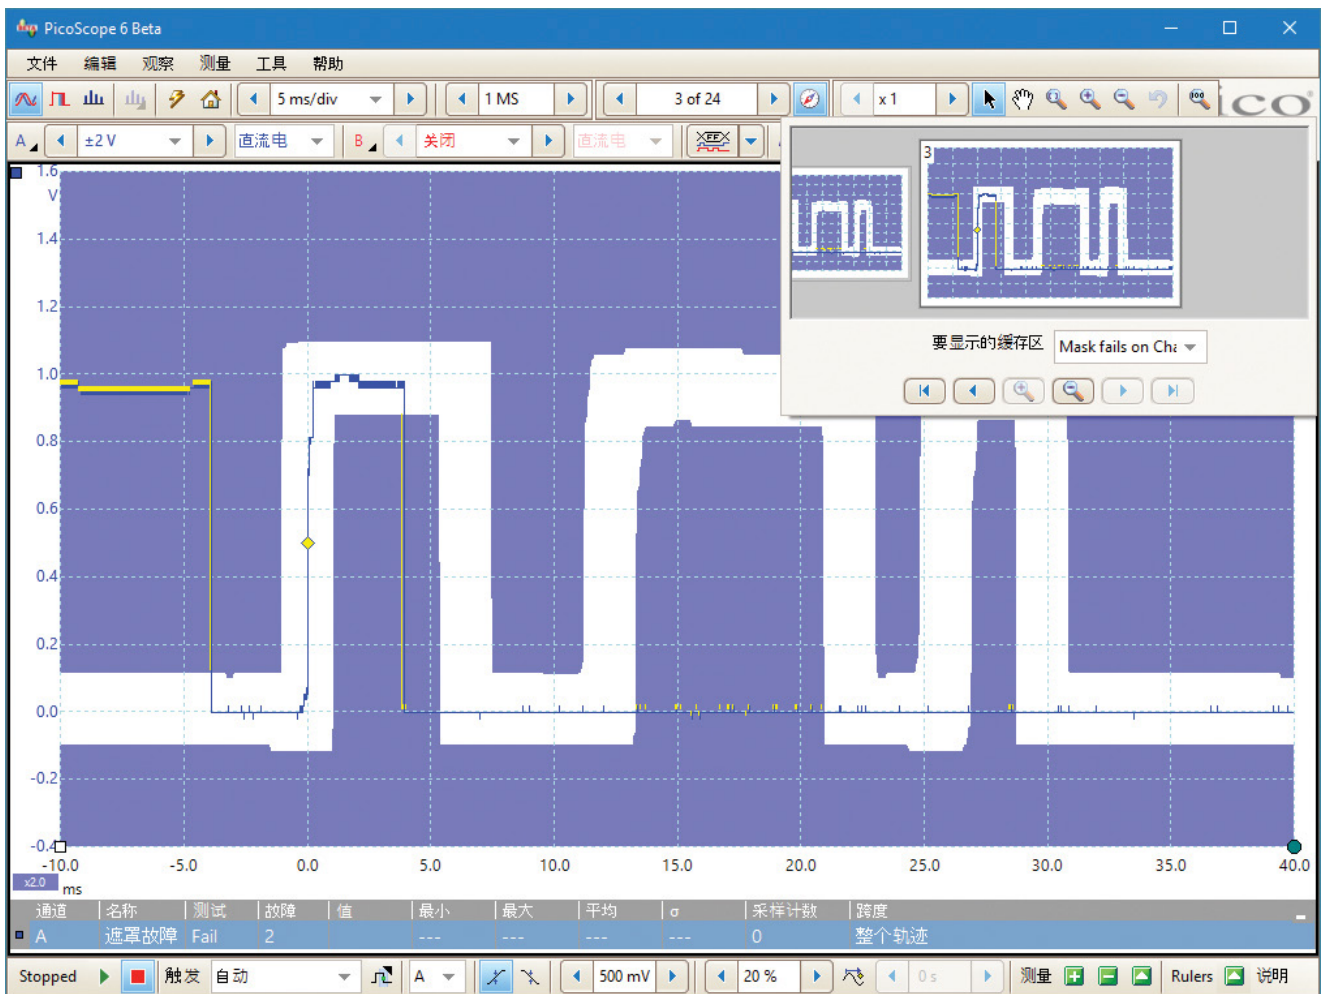 PicoScope 6 Beta
文件 编辑 观察 测量 工具 帮助
5 ms/div 1 MS 3 of 24 x 1 ico
A ±2 V 直流电 B 关闭 直流电
3
要显示的缓存区 Mask fails on Cha
1.6
V
1.4
1.2
1.0
0.8
0.6
0.4
0.2
0.0
-0.2
-0.4
-10.0 -5.0 0.0 5.0 10.0 15.0 20.0 25.0 30.0 35.0 40.0
x2.0 ms
通道 名称 测试 故障 值 最小 最大 平均 σ 采样计数 跨度
A 遮罩故障 Fail 2 --- --- --- --- 0 整个轨迹
Stopped 触发 自动 A 500 mV 20 % 0 s 测量 Rulers 说明